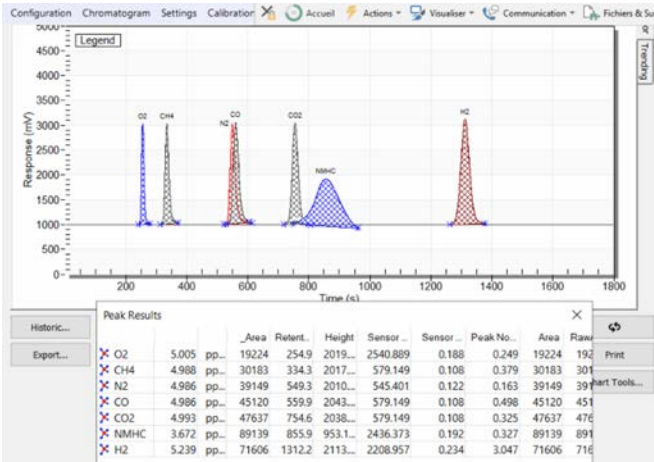 Configuration Chromatogram Settings Calibration Accueil Actions Visualiser Communication Fichiers & Su
Legend
Trending
5000
4500
4000
3500
3000
2500
2000
1500
1000
500
0
Response (mV)
O2 CH4 N2 CO CO2 NMHC H2
200 400 600 800 1000 1200 1400 1600 1800
Time (s)
Historic...
Export...
Print
hart Tools...
Peak Results
_Area Retent... Height Sensor ... Sensor ... Peak No... Area Raw
O2 5.005 pp... 19224 254.9 2019.... 2540.889 0.188 0.249 19224 192
CH4 4.988 pp... 30183 334.3 2017.... 579.149 0.108 0.379 30183 301
N2 4.986 pp... 39149 549.3 2010.... 545.401 0.122 0.163 39149 391
CO 4.986 pp... 45120 559.9 2043.... 579.149 0.108 0.498 45120 451
CO2 4.993 pp... 47637 754.6 2038.... 579.149 0.108 0.325 47637 476
NMHC 3.672 pp... 89139 855.9 953.1... 2436.373 0.192 0.327 89139 891
H2 5.239 pp... 71606 1312.2 2113.... 2208.957 0.234 3.047 71606 716